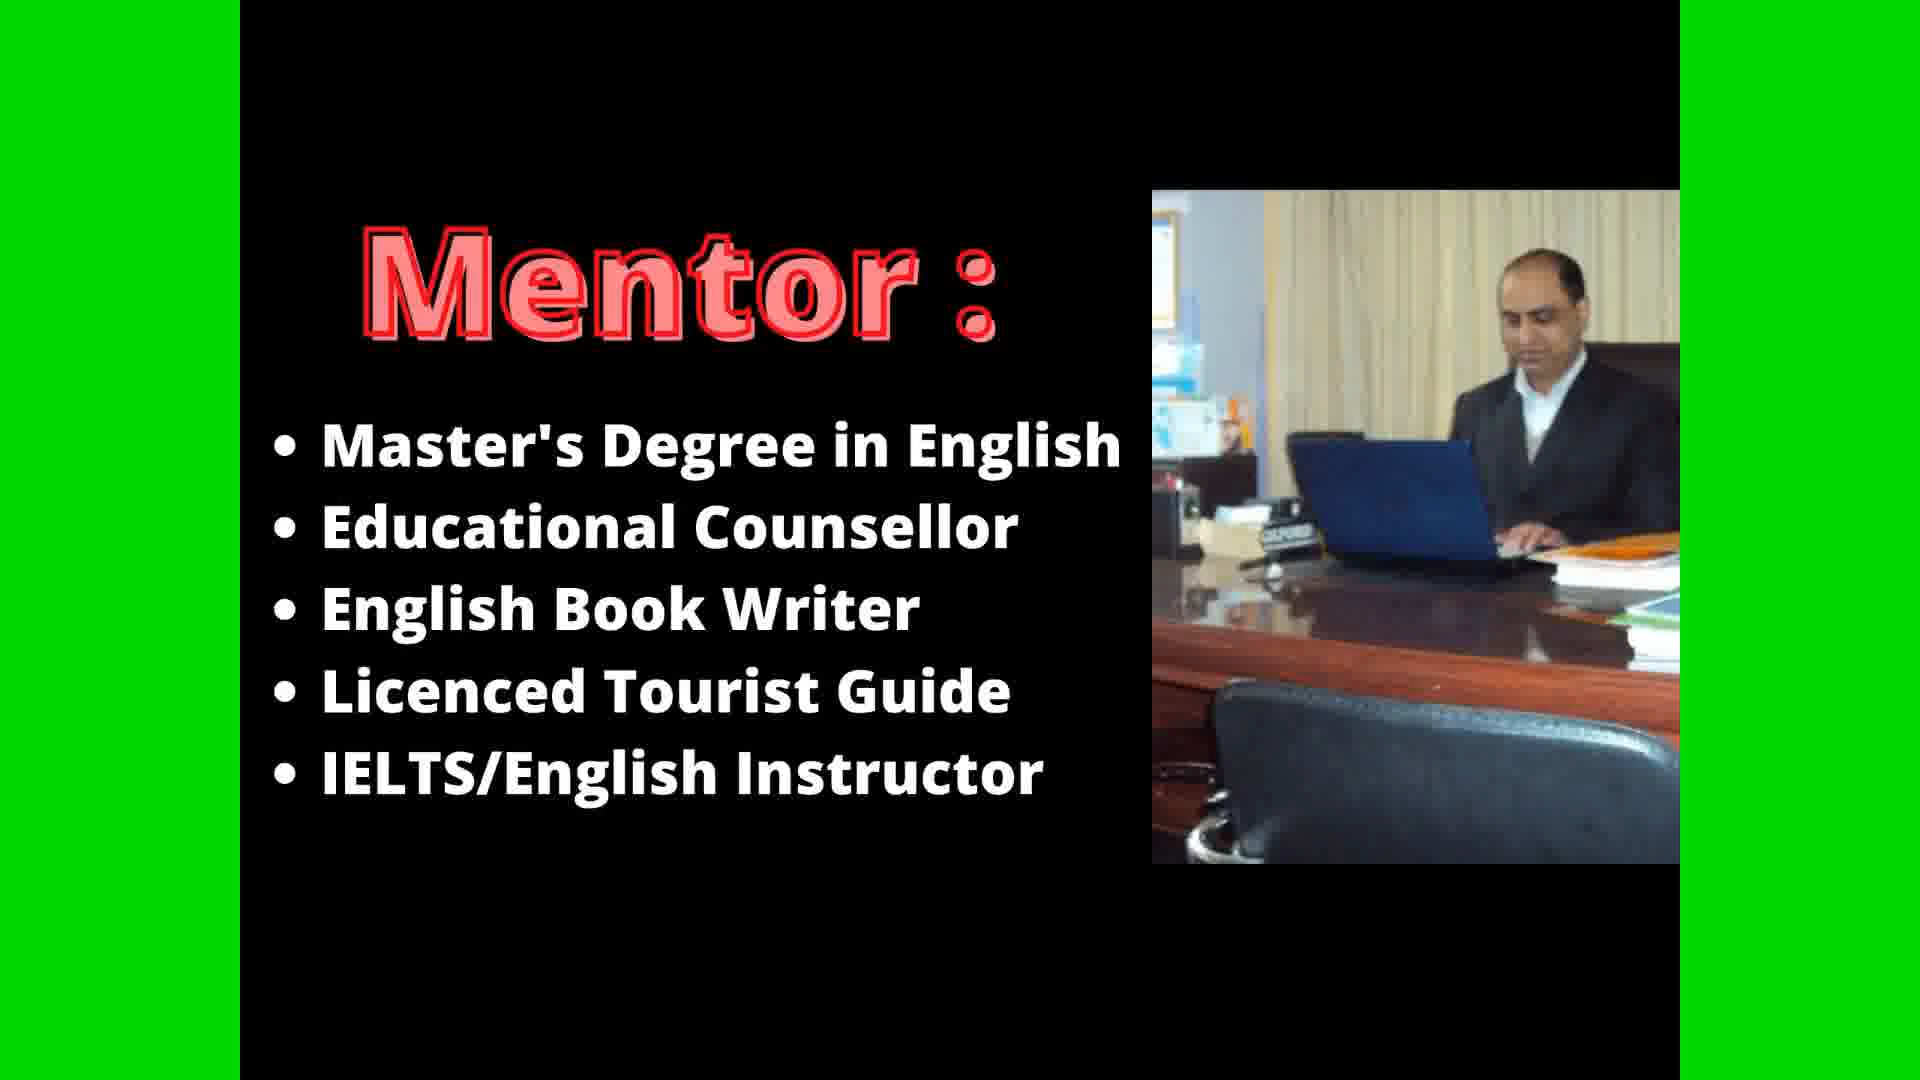 Mentor :
• Master's Degree in English
• Educational Counsellor
• English Book Writer
• Licenced Tourist Guide
• IELTS/English Instructor